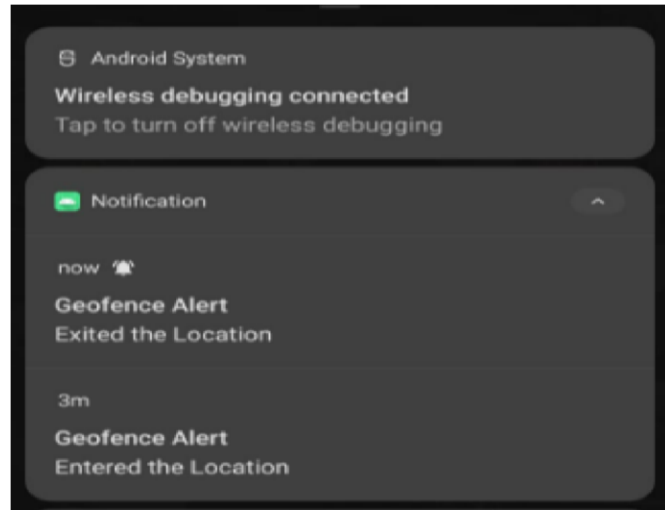 Android System
Wireless debugging connected
Tap to turn off wireless debugging
Notification
now
Geofence Alert
Exited the Location
3m
Geofence Alert
Entered the Location